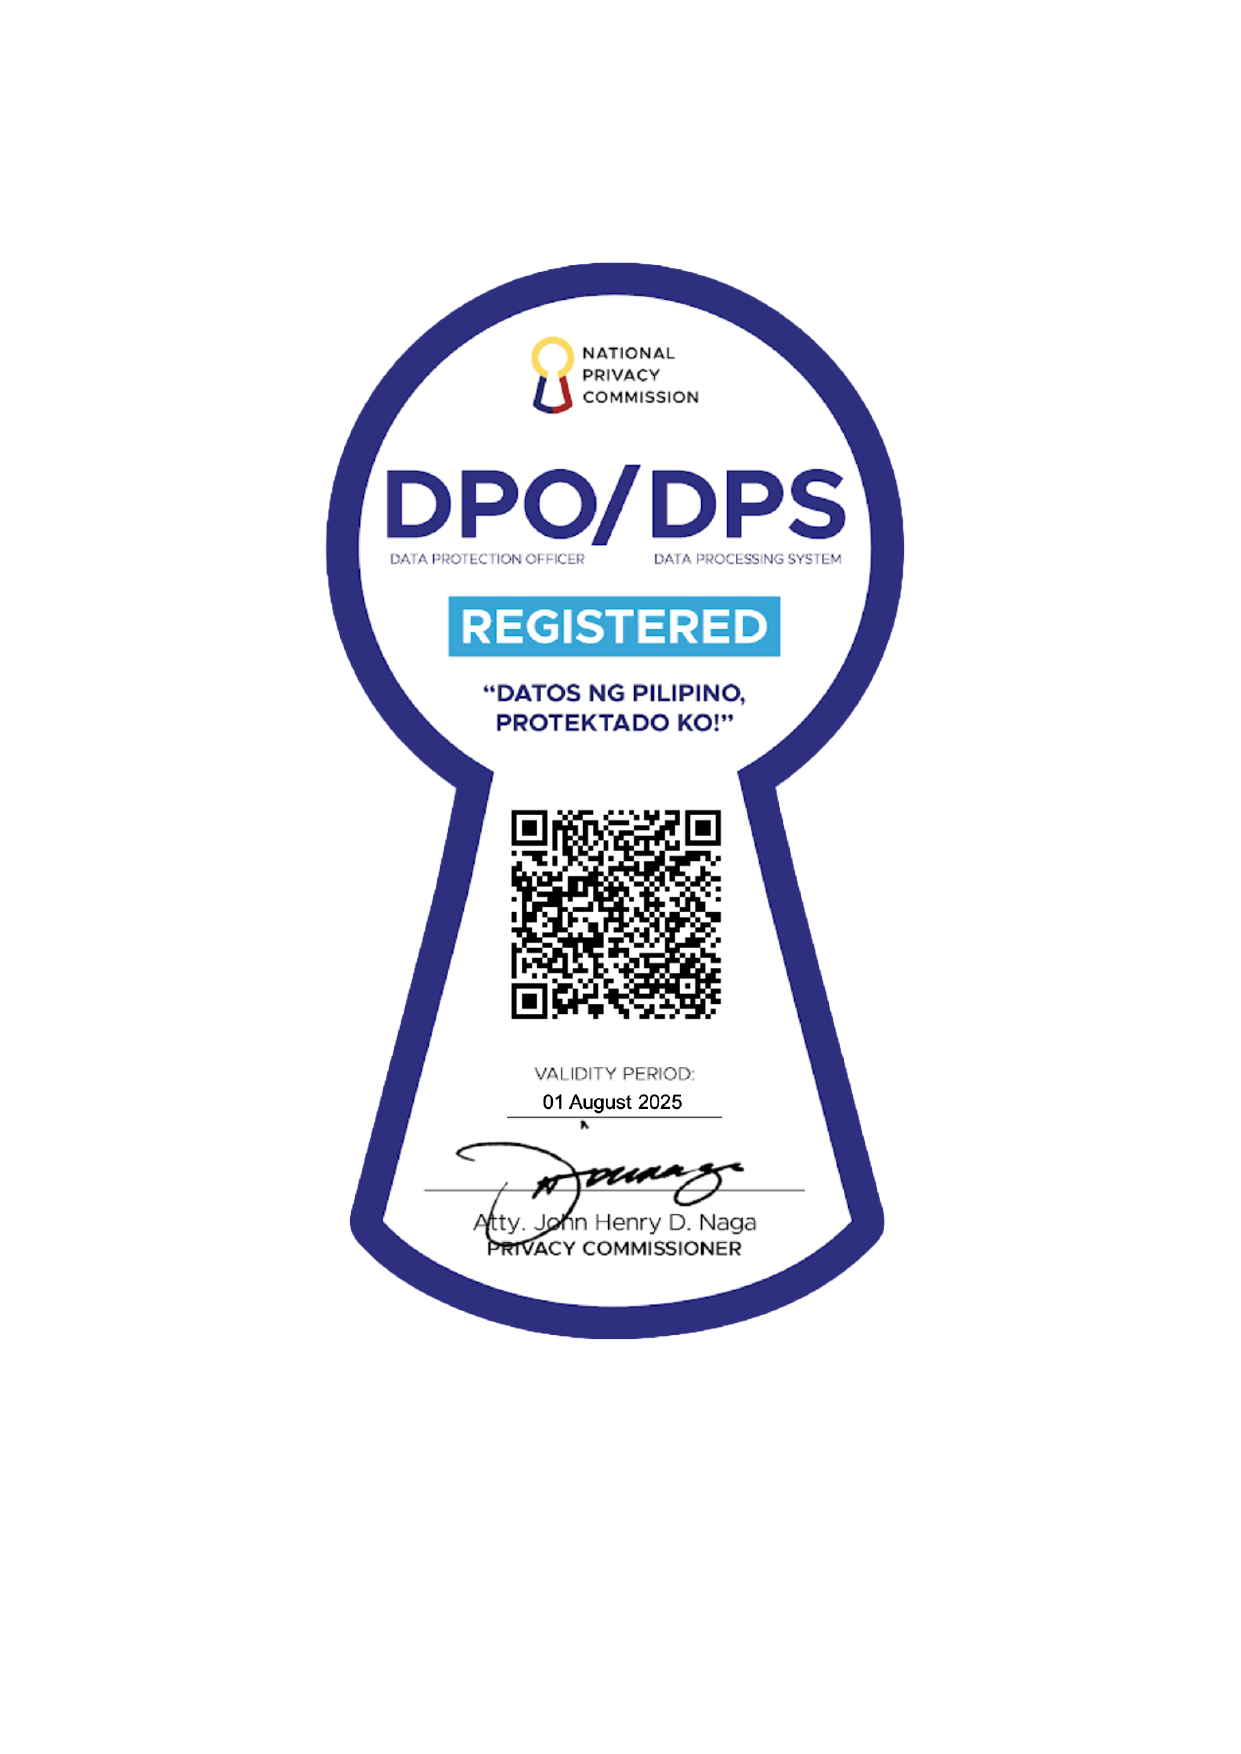 NATIONAL
PRIVACY
COMMISSION
DPO/DPS
DATA PROTECTION OFFICER DATA PROCESSING SYSTEM
REGISTERED
“DATOS NG PILIPINO,
PROTEKTADO KO!”
VALIDITY PERIOD:
01 August 2025
Atty. John Henry D. Naga
PRIVACY COMMISSIONER